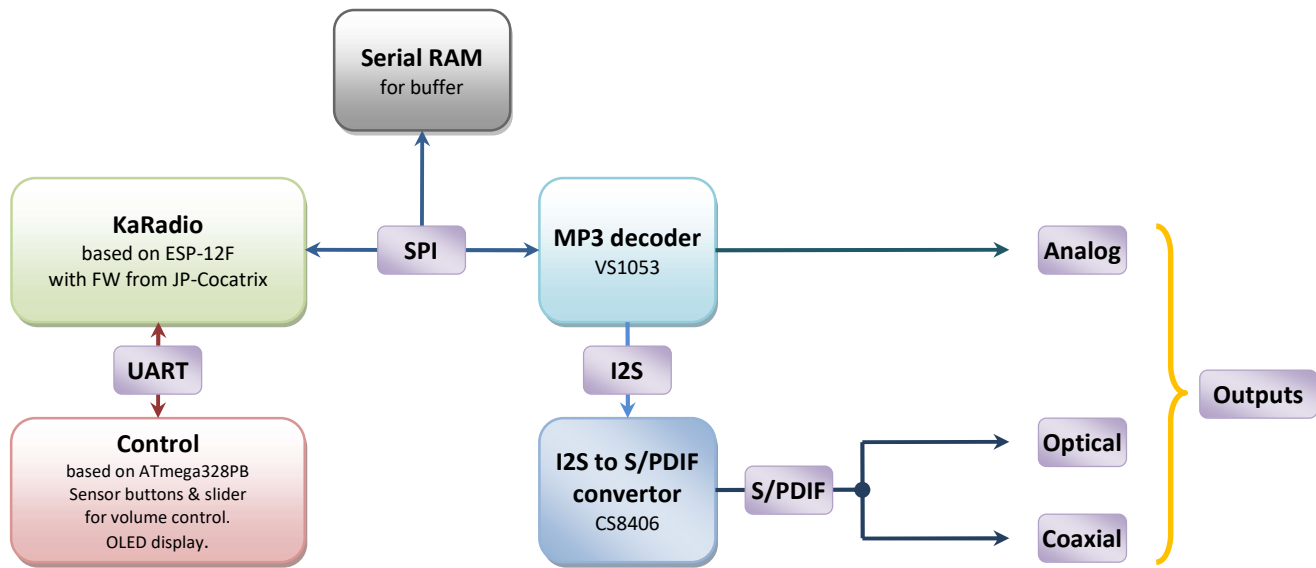 Serial RAM
for buffer
KaRadio
based on ESP-12F
with FW from JP-Cocatrix
SPI
MP3 decoder
VS1053
Analog
UART
I2S
Outputs
Control
based on ATmega328PB
Sensor buttons & slider
for volume control.
OLED display.
I2S to S/PDIF
convertor
CS8406
S/PDIF
Optical
Coaxial